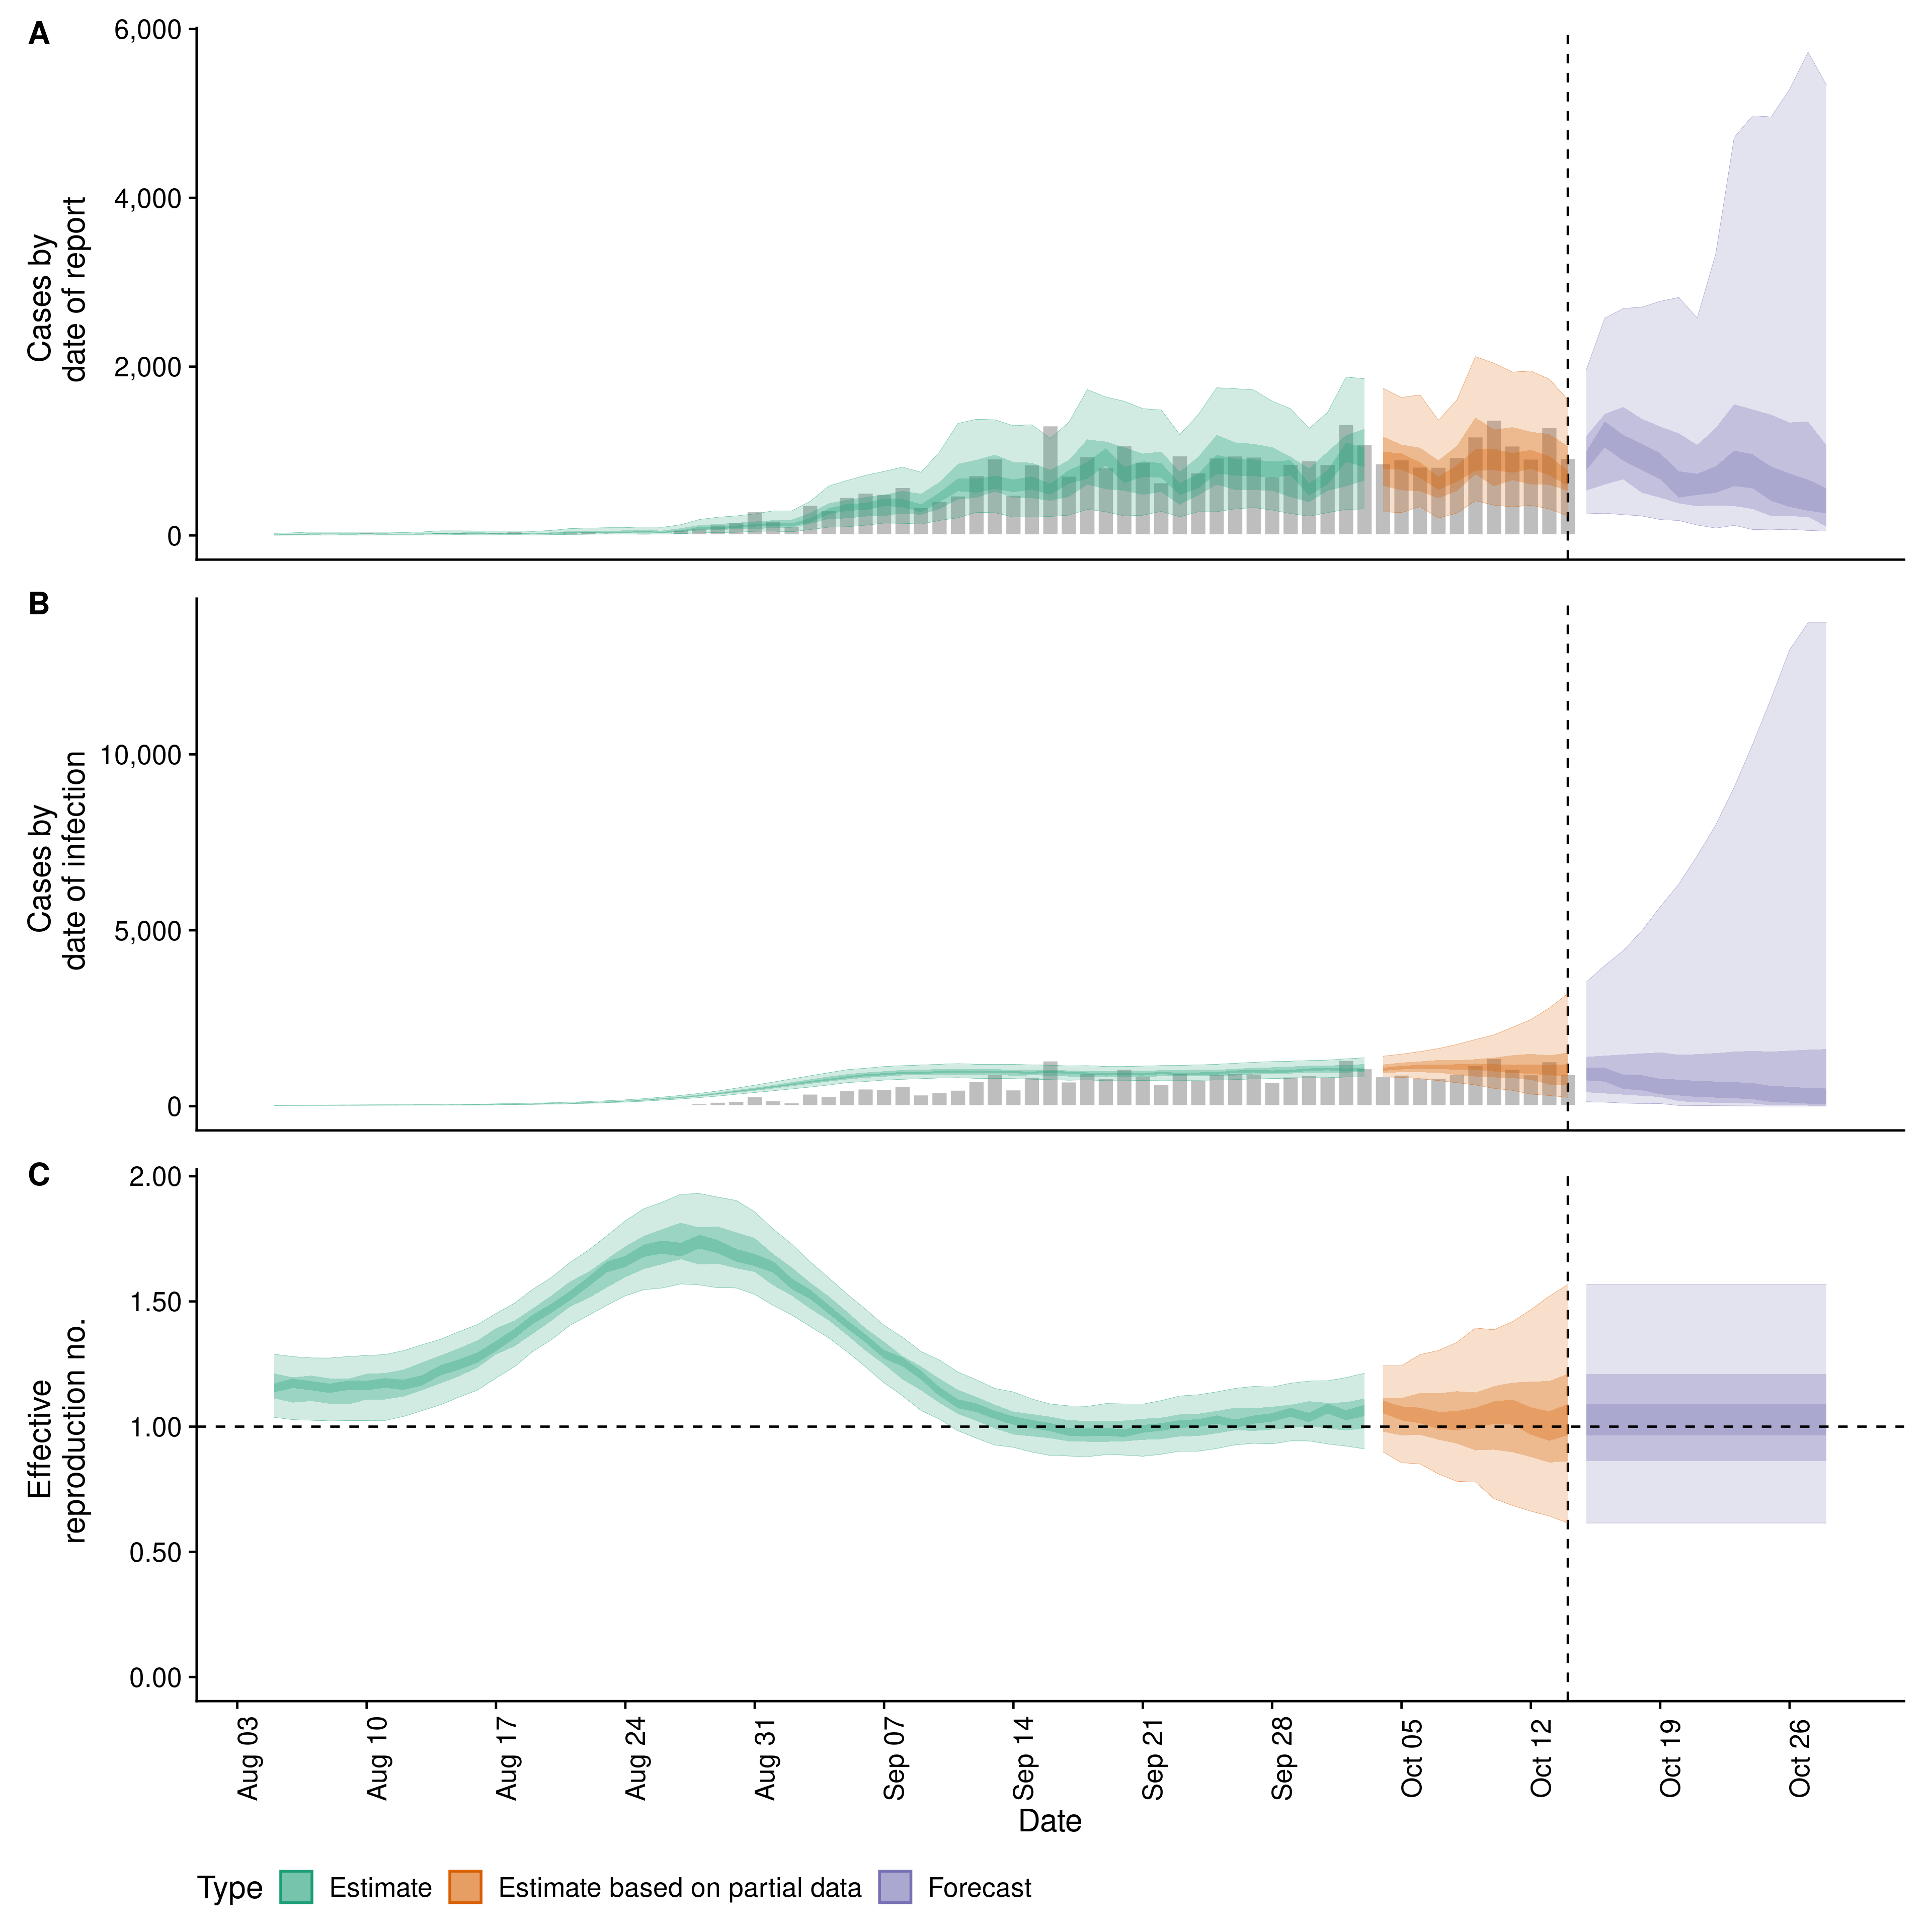 A
6,000
4,000
2,000
0
Cases by
date of report
B
10,000
5,000
0
Cases by
date of infection
C
2.00
1.50
1.00
0.50
0.00
Effective
reproduction no.
Aug 03
Aug 10
Aug 17
Aug 24
Aug 31
Sep 07
Sep 14
Sep 21
Sep 28
Oct 05
Oct 12
Oct 19
Oct 26
Date
Type Estimate Estimate based on partial data Forecast